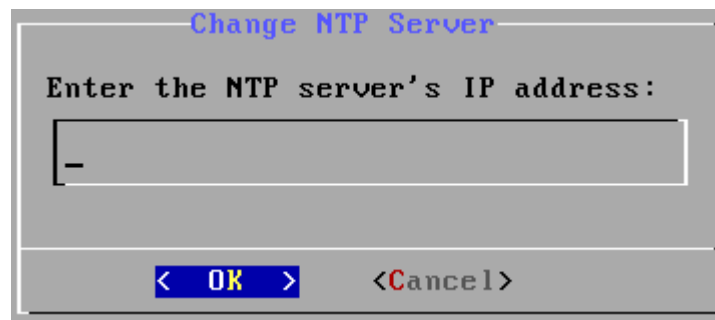 Change NTP Server
Enter the NTP server's IP address:
_
< OK > <Cancel>